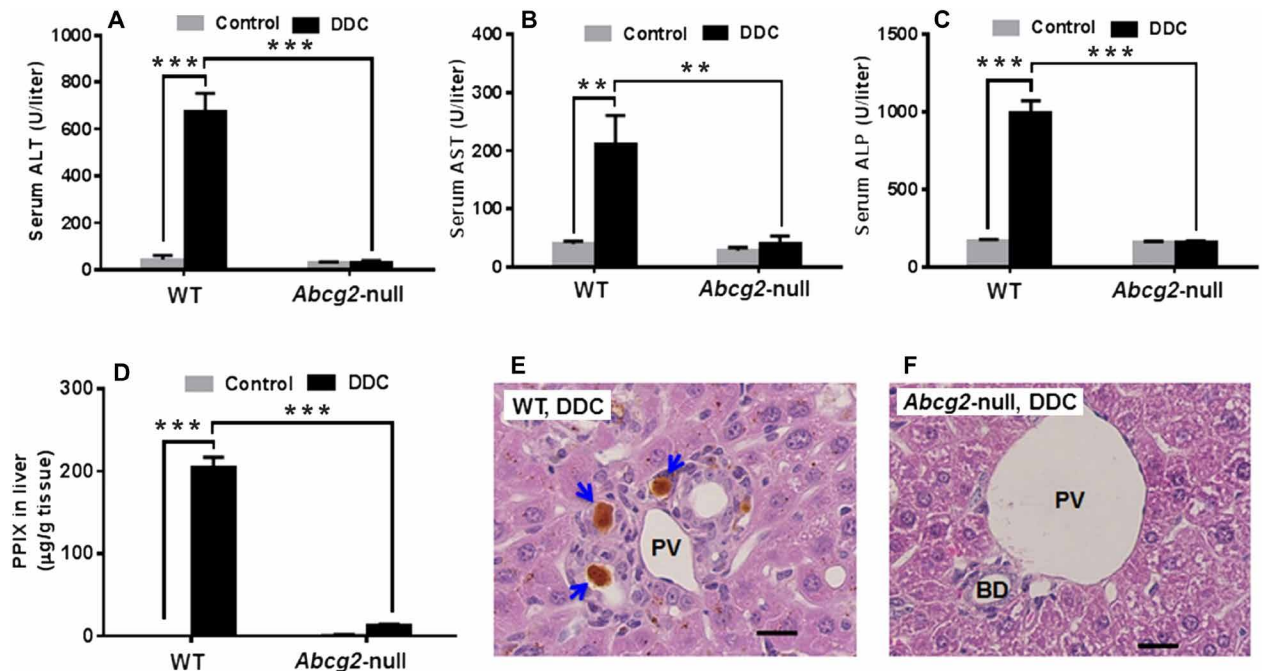 A
Control DDC
1000
800
600
400
200
0
Serum ALT (U/liter)
***
***
WT Abcg2-null
B
Control DDC
400
300
200
100
0
Serum AST (U/liter)
**
**
WT Abcg2-null
C
Control DDC
1500
1000
500
0
Serum ALP (U/liter)
***
***
WT Abcg2-null
D
Control DDC
300
200
100
0
PPIX in liver
(µg/g tissue)
***
***
WT Abcg2-null
E
WT, DDC
PV
F
Abcg2-null, DDC
PV
BD